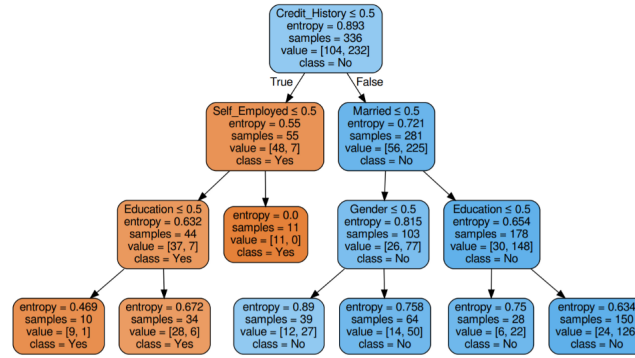 Credit_History ≤ 0.5
entropy = 0.893
samples = 336
value = [104, 232]
class = No
True
False
Self_Employed ≤ 0.5
entropy = 0.55
samples = 55
value = [48, 7]
class = Yes
Married ≤ 0.5
entropy = 0.721
samples = 281
value = [56, 225]
class = No
Education ≤ 0.5
entropy = 0.632
samples = 44
value = [37, 7]
class = Yes
entropy = 0.0
samples = 11
value = [11, 0]
class = Yes
Gender ≤ 0.5
entropy = 0.815
samples = 103
value = [26, 77]
class = No
Education ≤ 0.5
entropy = 0.654
samples = 178
value = [30, 148]
class = No
entropy = 0.469
samples = 10
value = [9, 1]
class = Yes
entropy = 0.672
samples = 34
value = [28, 6]
class = Yes
entropy = 0.89
samples = 39
value = [12, 27]
class = No
entropy = 0.758
samples = 64
value = [14, 50]
class = No
entropy = 0.75
samples = 28
value = [6, 22]
class = No
entropy = 0.634
samples = 150
value = [24, 126]
class = No